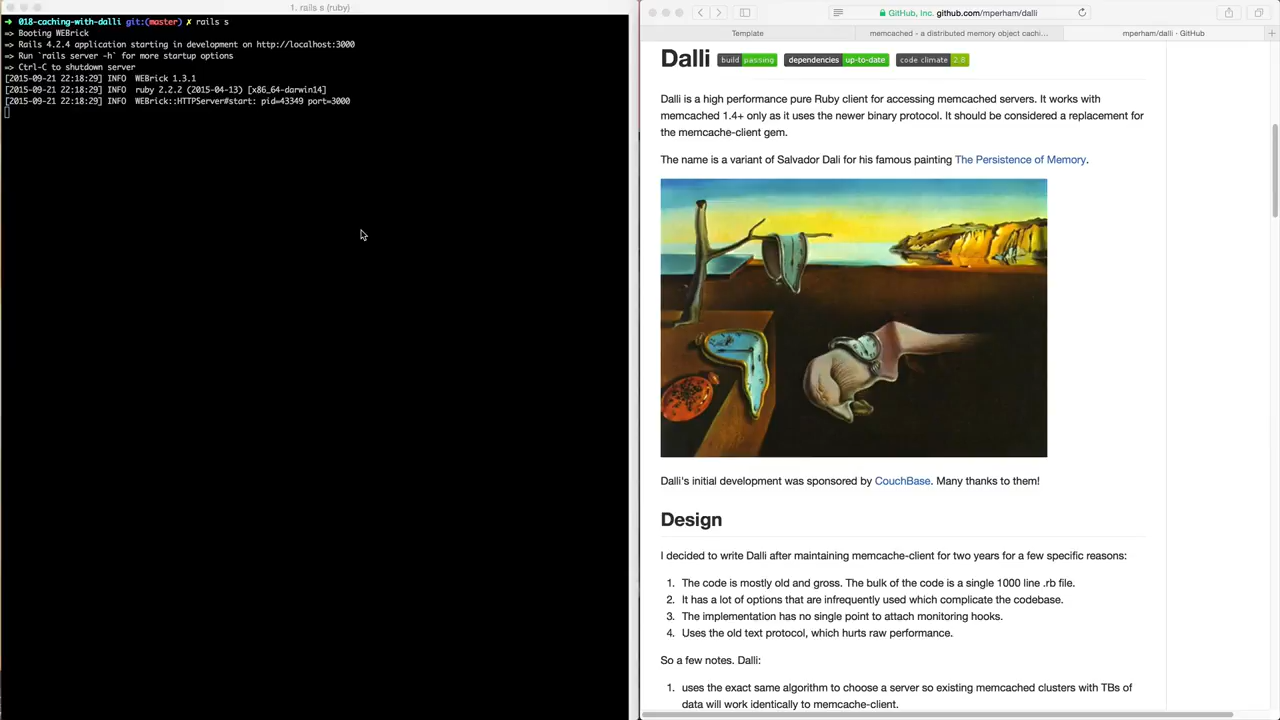 1. rails s (ruby)
➜ 018-caching-with-dalli git:(master) ✗ rails s
=> Booting WEBrick
=> Rails 4.2.4 application starting in development on http://localhost:3000
=> Run `rails server -h` for more startup options
=> Ctrl-C to shutdown server
[2015-09-21 22:18:29] INFO  WEBrick 1.3.1
[2015-09-21 22:18:29] INFO  ruby 2.2.2 (2015-04-13) [x86_64-darwin14]
[2015-09-21 22:18:29] INFO  WEBrick::HTTPServer#start: pid=43349 port=3000
GitHub, Inc. github.com/mperham/dalli
Template
memcached - a distributed memory object cachi...
mperham/dalli · GitHub
Dalli build passing dependencies up-to-date code climate 2.8
Dalli is a high performance pure Ruby client for accessing memcached servers. It works with
memcached 1.4+ only as it uses the newer binary protocol. It should be considered a replacement for
the memcache-client gem.
The name is a variant of Salvador Dali for his famous painting The Persistence of Memory.
Dalli's initial development was sponsored by CouchBase. Many thanks to them!
Design
I decided to write Dalli after maintaining memcache-client for two years for a few specific reasons:
1. The code is mostly old and gross. The bulk of the code is a single 1000 line .rb file.
2. It has a lot of options that are infrequently used which complicate the codebase.
3. The implementation has no single point to attach monitoring hooks.
4. Uses the old text protocol, which hurts raw performance.
So a few notes. Dalli:
1. uses the exact same algorithm to choose a server so existing memcached clusters with TBs of
data will work identically to memcache-client.